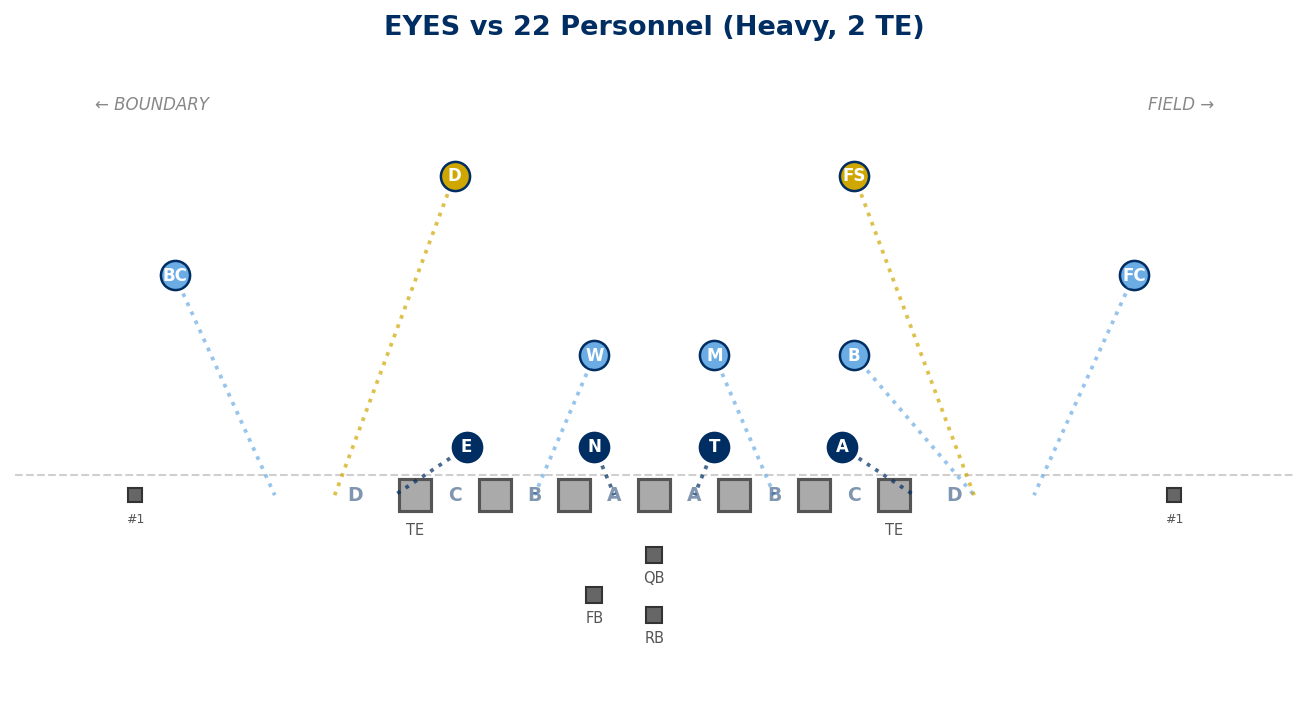 EYES vs 22 Personnel (Heavy, 2 TE)
← BOUNDARY
FIELD →
D
FS
BC
FC
W
M
B
E
N
T
A
D
C
B
A
A
B
C
D
#1
#1
TE
TE
QB
FB
RB